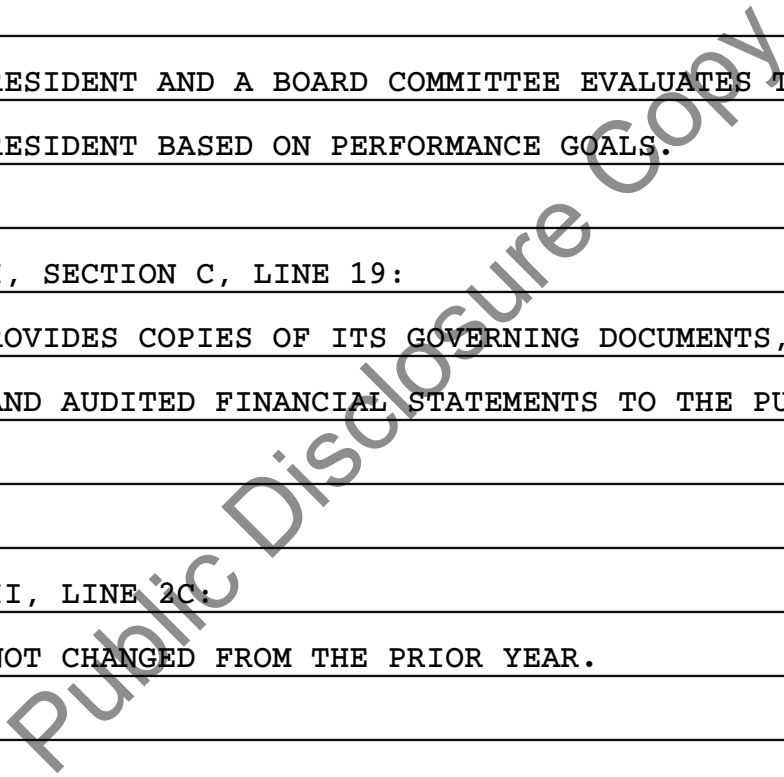 RESIDENT AND A BOARD COMMITTEE EVALUATES
RESIDENT BASED ON PERFORMANCE GOALS.
, SECTION C, LINE 19:
ROVIDES COPIES OF ITS GOVERNING DOCUMENTS,
AND AUDITED FINANCIAL STATEMENTS TO THE PU
II, LINE 2C:
NOT CHANGED FROM THE PRIOR YEAR.
Public Disclosure Copy